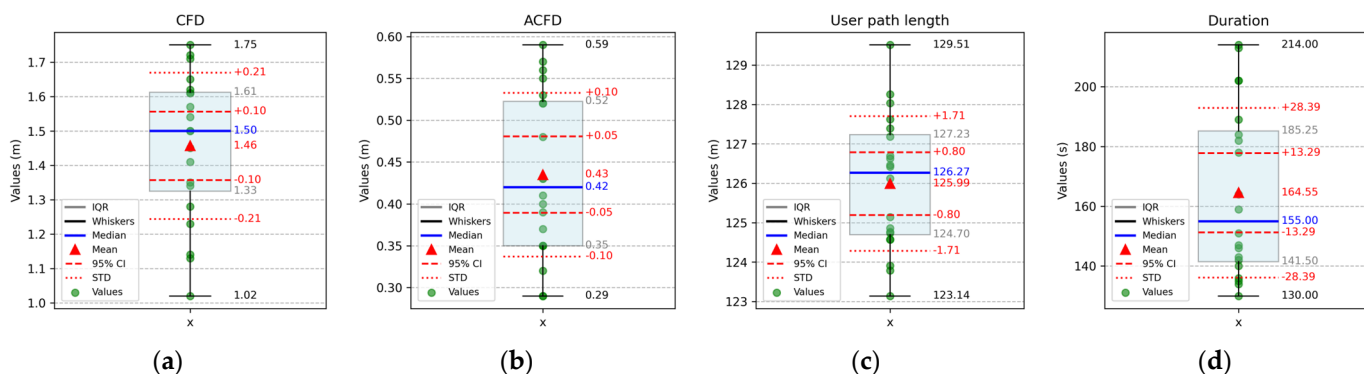 CFD
Values (m)
1.7
1.6
1.5
1.4
1.3
1.2
1.1
1.0
1.75
+0.21
1.61
+0.10
1.50
1.46
-0.10
1.33
-0.21
1.02
IQR
Whiskers
Median
Mean
95% CI
STD
Values
x
(a)
ACFD
Values (m)
0.60
0.55
0.50
0.45
0.40
0.35
0.30
0.59
+0.10
0.52
+0.05
0.43
0.42
-0.05
0.35
-0.10
0.29
IQR
Whiskers
Median
Mean
95% CI
STD
Values
x
(b)
User path length
Values (m)
129
128
127
126
125
124
123
129.51
+1.71
127.23
+0.80
126.27
125.99
-0.80
124.70
-1.71
123.14
IQR
Whiskers
Median
Mean
95% CI
STD
Values
x
(c)
Duration
Values (s)
200
180
160
140
214.00
+28.39
185.25
+13.29
164.55
155.00
-13.29
141.50
-28.39
130.00
IQR
Whiskers
Median
Mean
95% CI
STD
Values
x
(d)